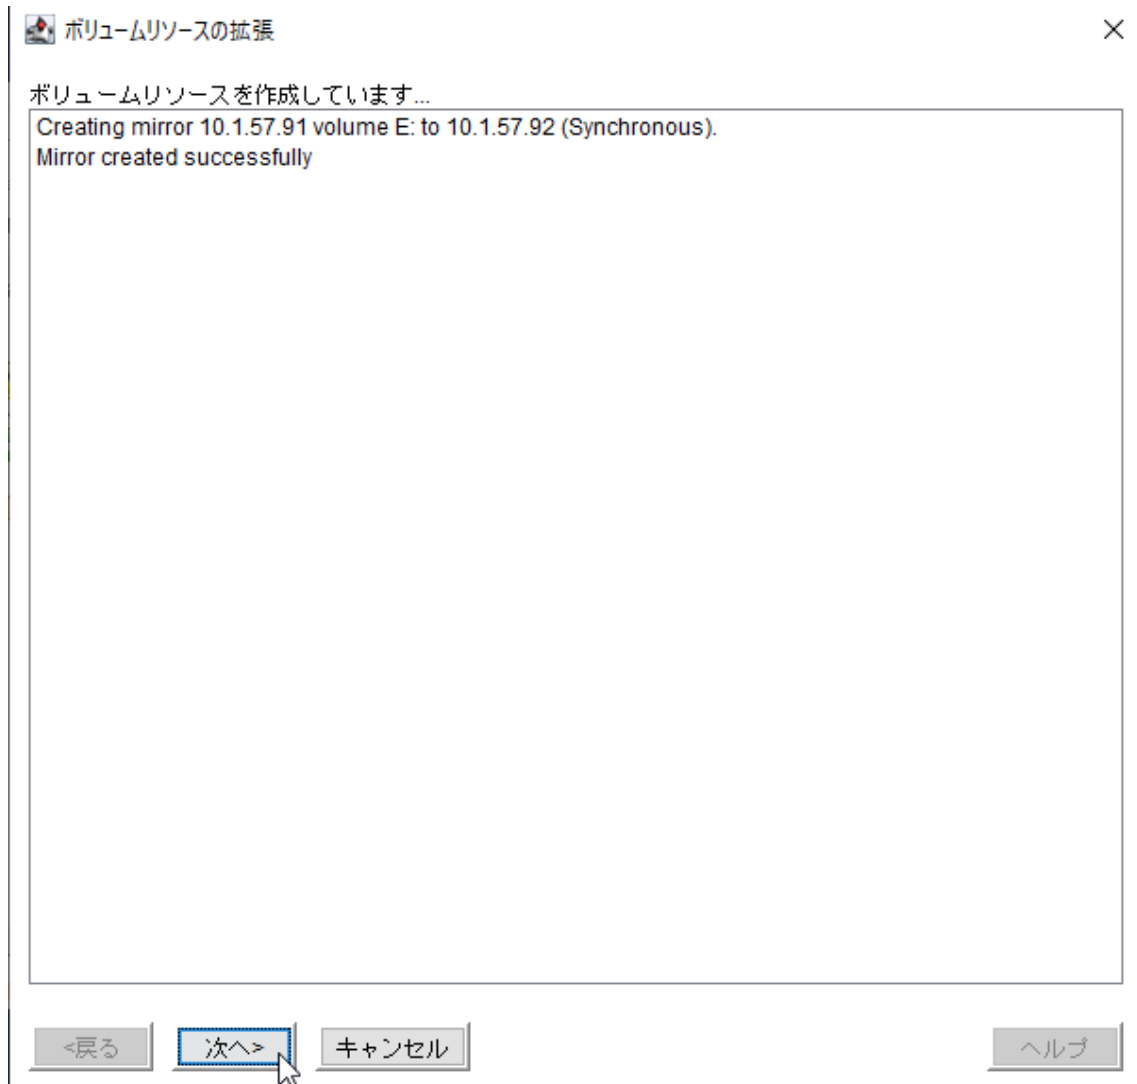 ボリュームリソースの拡張
ボリュームリソースを作成しています...
Creating mirror 10.1.57.91 volume E: to 10.1.57.92 (Synchronous).
Mirror created successfully
<戻る 次へ> キャンセル ヘルプ